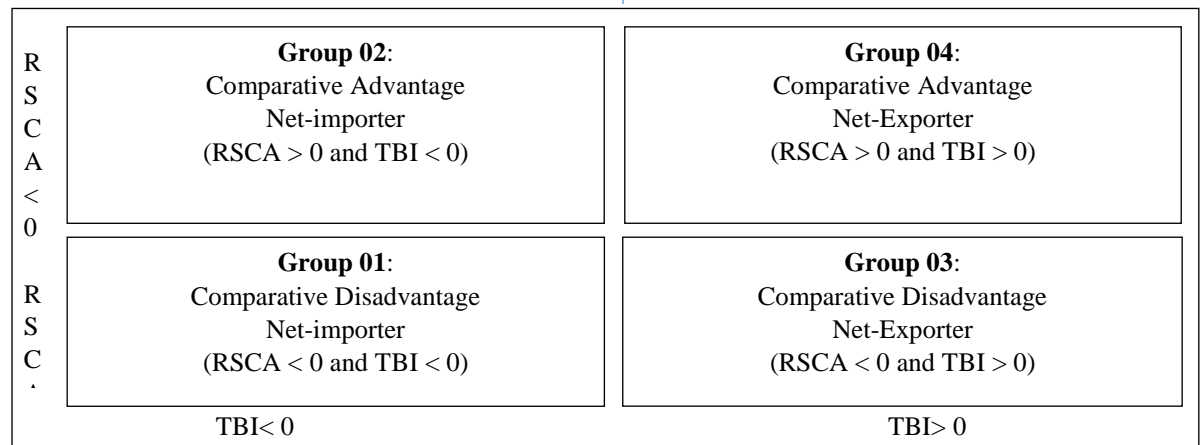 R
S
C
A
<
0
R
S
C
Group 02:
Comparative Advantage
Net-importer
(RSCA > 0 and TBI < 0)
Group 04:
Comparative Advantage
Net-Exporter
(RSCA > 0 and TBI > 0)
Group 01:
Comparative Disadvantage
Net-importer
(RSCA < 0 and TBI < 0)
Group 03:
Comparative Disadvantage
Net-Exporter
(RSCA < 0 and TBI > 0)
TBI< 0
TBI> 0